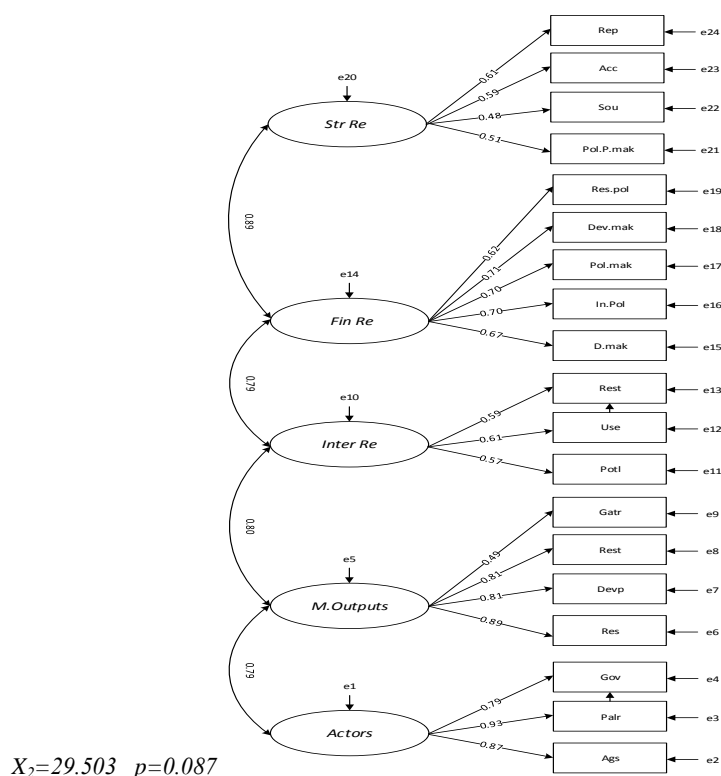 Rep e24
0.61
e20 Acc e23
0.59
Str Re 0.48 Sou e22
0.51
Pol.P.mak e21
Res.pol e19
0.89 0.62
Dev.mak e18
0.71
e14 Pol.mak e17
0.70
Fin Re 0.70 In.Pol e16
0.67
D.mak e15
0.79
Rest e13
e10 0.59
Use e12
Inter Re 0.61
0.57 Potl e11
Gatr e9
0.80 0.49
e5 Rest e8
0.81
M.Outputs 0.81 Devp e7
0.89
Res e6
Gov e4
0.79 0.79
e1 Palr e3
0.93
Actors 0.87
Ags e2
X₂=29.503 p=0.087